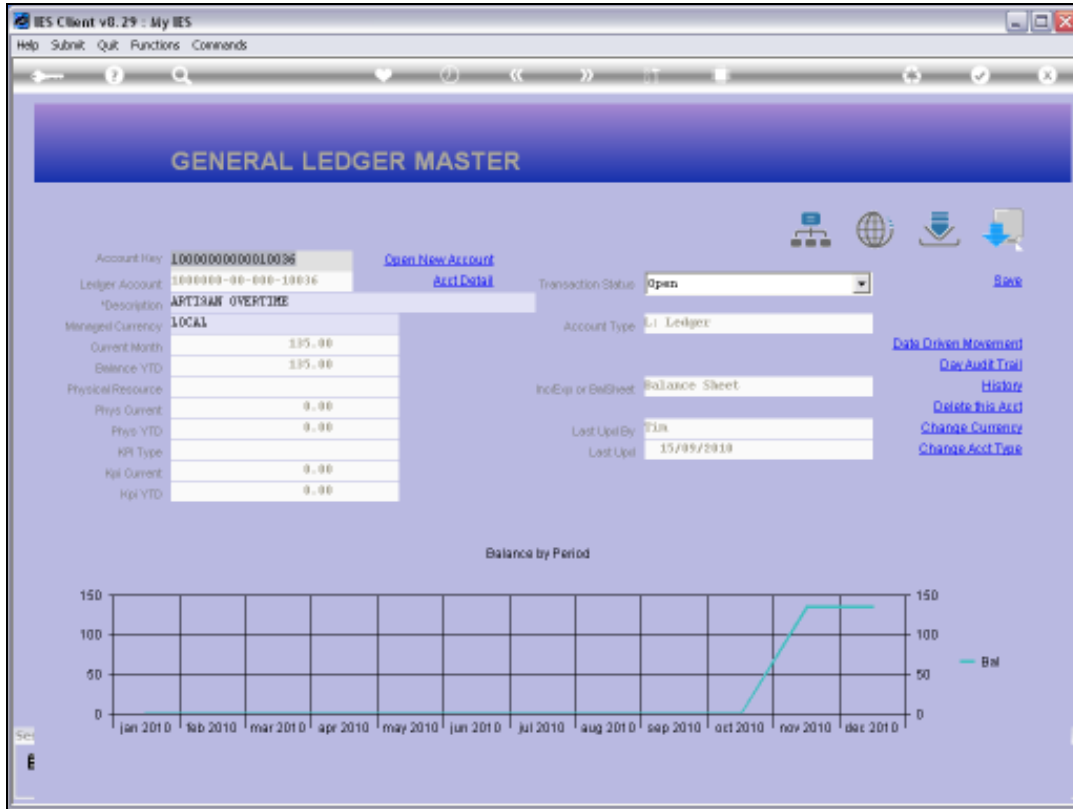 IES Client v8.29 : My IES
Help Submit Quit Functions Commands
GENERAL LEDGER MASTER
Account Key 1000000000010036 Open New Account
Ledger Account 1000000-00-000-10036 Acct Detail Transaction Status Open Save
*Description ARTISAN OVERTIME
Managed Currency LOCAL Account Type L: Ledger
Current Month 135.00 Date Driven Movement
Balance YTD 135.00 Day Audit Trail
Physical Resource Inc/Exp or BalSheet Balance Sheet History
Phys Current 0.00 Delete this Acct
Phys YTD 0.00 Last Upd By Tim Change Currency
KPI Type Last Upd 15/09/2010 Change Acct Type
Kpi Current 0.00
Kpi YTD 0.00
Balance by Period
150 150
100 100
50 50
Bal
0 0
jan 2010 feb 2010 mar 2010 apr 2010 may 2010 jun 2010 jul 2010 aug 2010 sep 2010 oct 2010 nov 2010 dec 2010